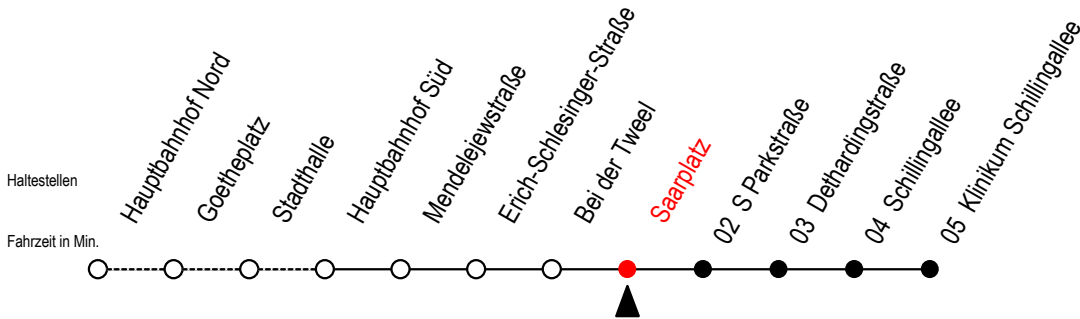 Haltestellen
Fahrzeit in Min.
Hauptbahnhof Nord
Goetheplatz
Stadthalle
Hauptbahnhof Süd
Mendelejewstraße
Erich-Schlesinger-Straße
Bei der Tweel
Saarplatz
02 S Parkstraße
03 Dethardingstraße
04 Schillingallee
05 Klinikum Schillingallee